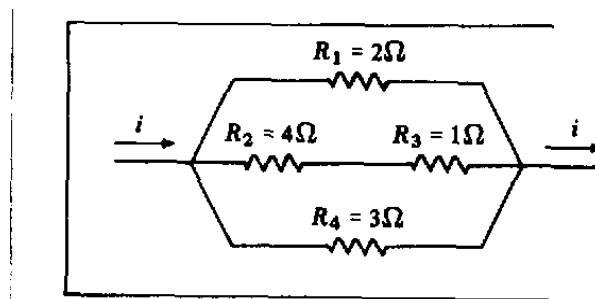 R₁ = 2Ω
i
R₂ = 4Ω
R₃ = 1Ω
i
R₄ = 3Ω